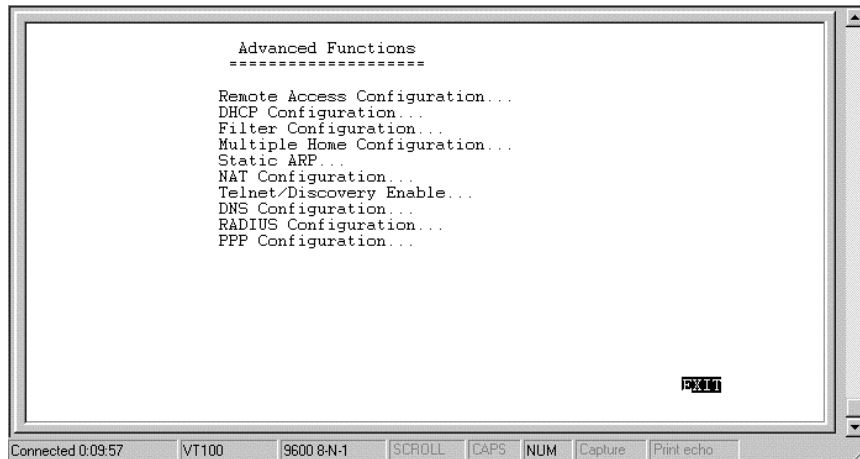 Advanced Functions
====================
Remote Access Configuration...
DHCP Configuration...
Filter Configuration...
Multiple Home Configuration...
Static ARP...
NAT Configuration...
Telnet/Discovery Enable...
DNS Configuration...
RADIUS Configuration...
PPP Configuration...
EXIT
Connected 0:09:57 VT100 9600 8-N-1 SCROLL CAPS NUM Capture Print echo